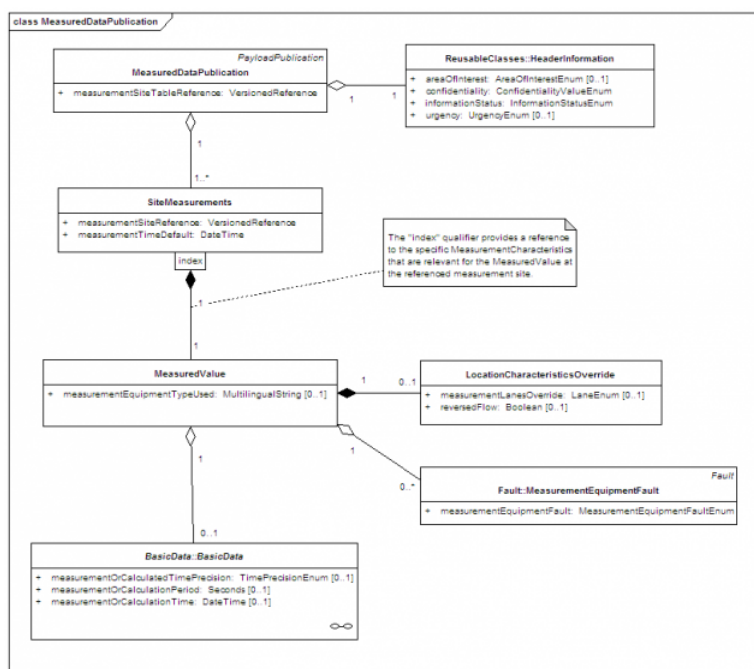 class MeasuredDataPublication
PayloadPublication
MeasuredDataPublication
+ measurementSiteTableReference: VersionedReference
ReusableClasses::HeaderInformation
+ areaOfInterest: AreaOfInterestEnum [0..1]
+ confidentiality: ConfidentialityValueEnum
+ informationStatus: InformationStatusEnum
+ urgency: UrgencyEnum [0..1]
1
1
1
1..*
SiteMeasurements
+ measurementSiteReference: VersionedReference
+ measurementTimeDefault: DateTime
index
The "index" qualifier provides a reference
to the specific MeasurementCharacteristics
that are relevant for the MeasuredValue at
the referenced measurement site.
1
1
MeasuredValue
+ measurementEquipmentTypeUsed: MultilingualString [0..1]
1
0..1
LocationCharacteristicsOverride
+ measurementLanesOverride: LaneEnum [0..1]
+ reversedFlow: Boolean [0..1]
1
1
0..*
Fault
Fault::MeasurementEquipmentFault
+ measurementEquipmentFault: MeasurementEquipmentFaultEnum
0..1
BasicData::BasicData
+ measurementOrCalculatedTimePrecision: TimePrecisionEnum [0..1]
+ measurementOrCalculationPeriod: Seconds [0..1]
+ measurementOrCalculationTime: DateTime [0..1]